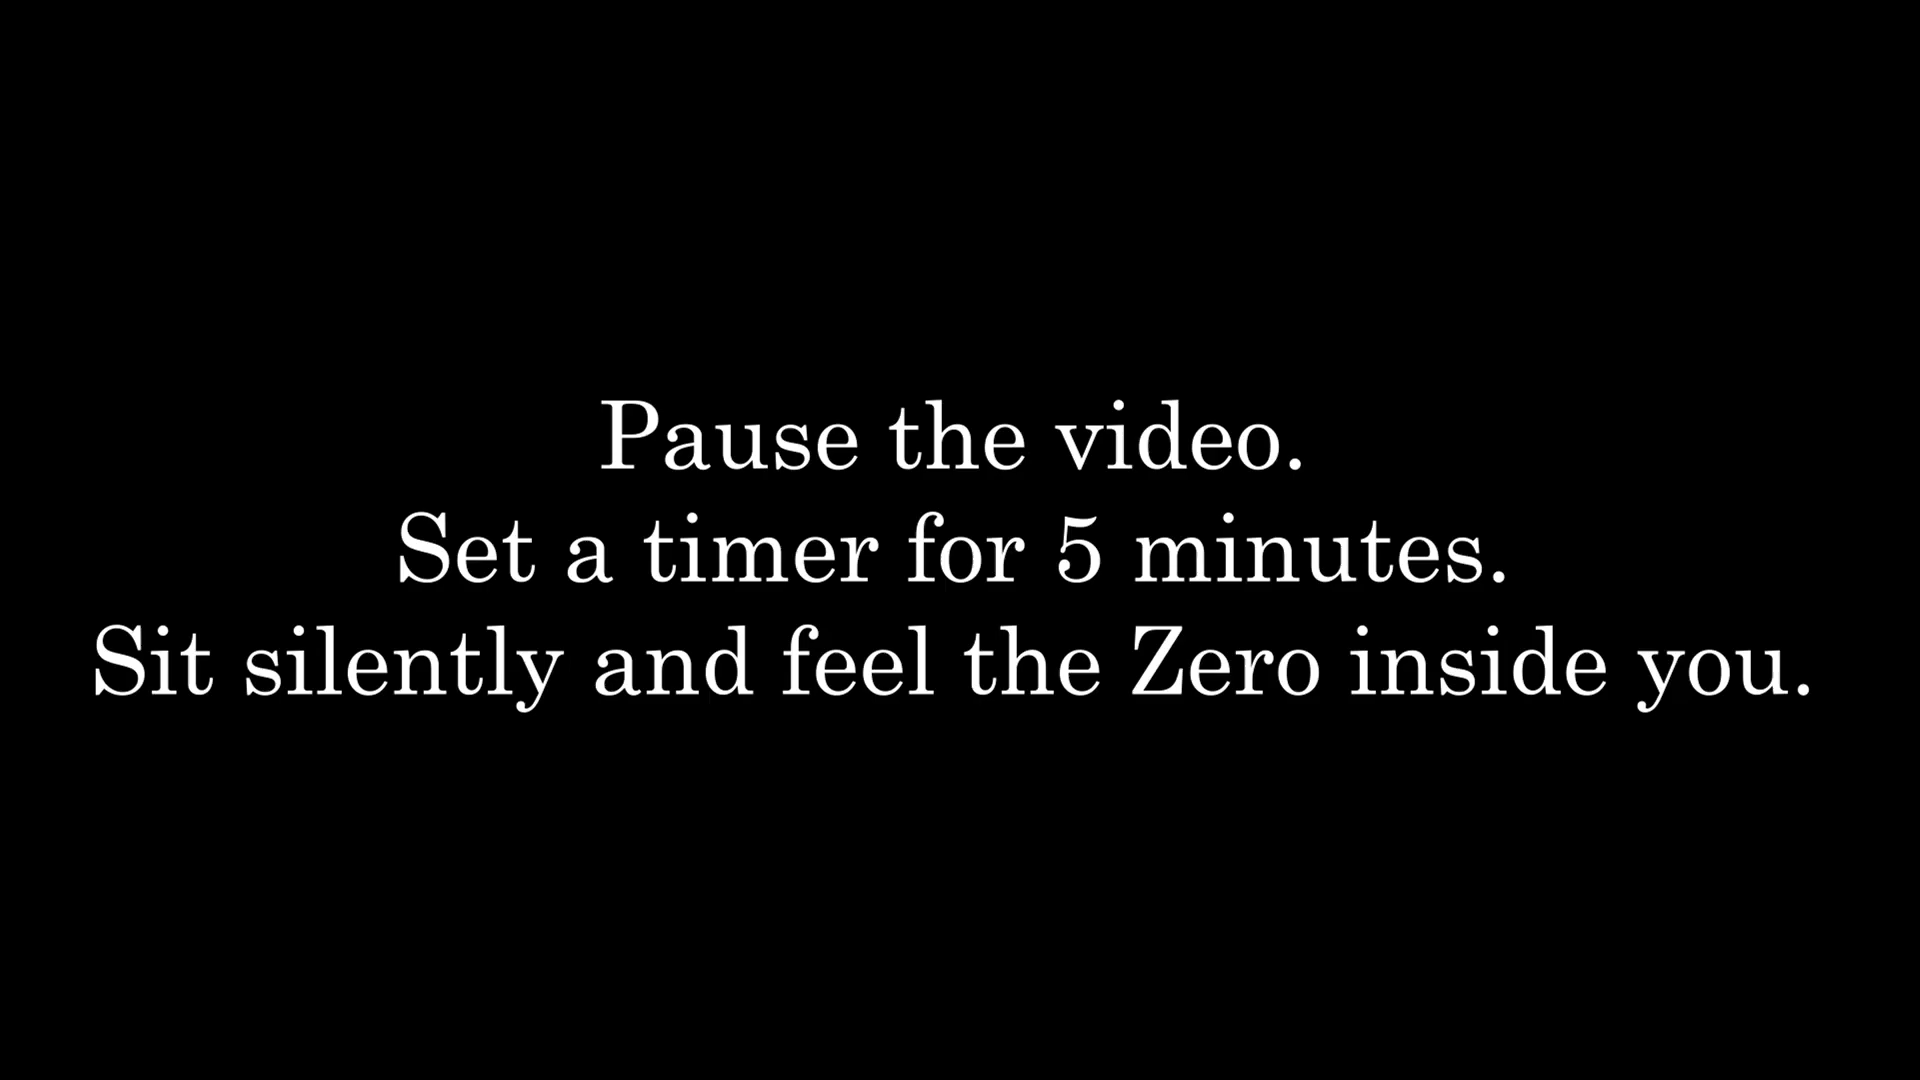 Pause the video.
Set a timer for 5 minutes.
Sit silently and feel the Zero inside you.